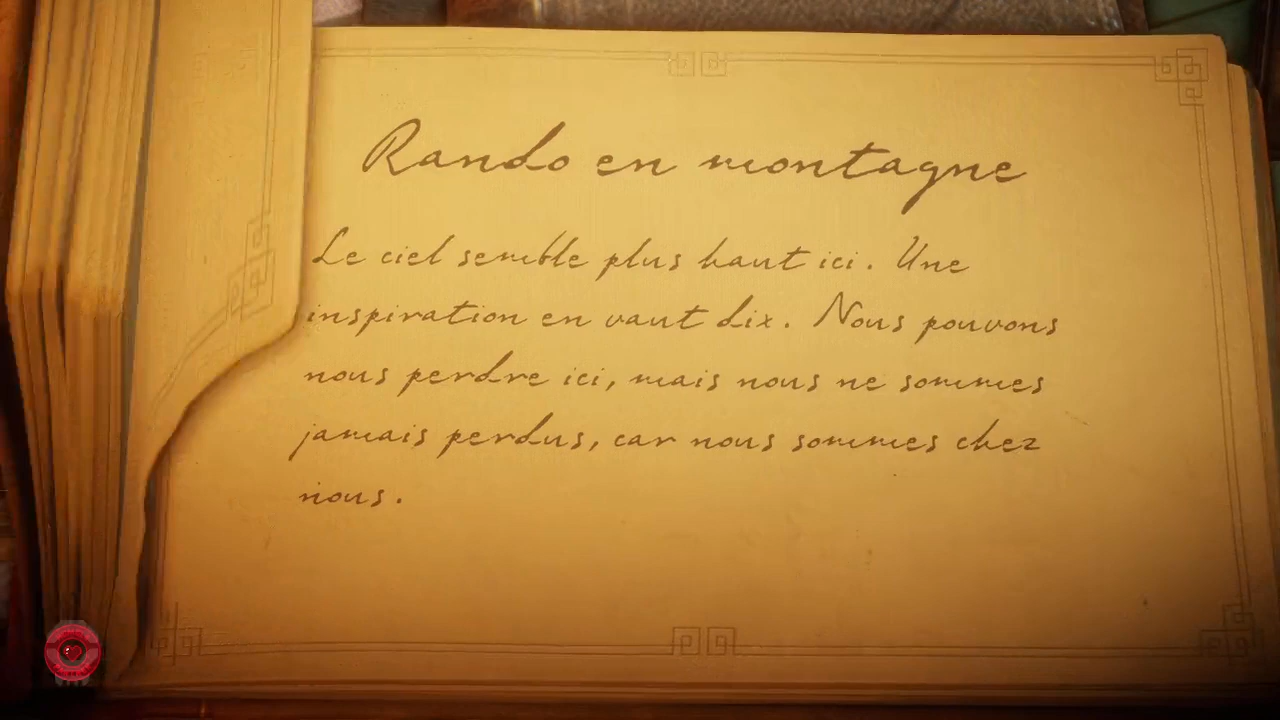 Rando en montagne
Le ciel semble plus haut ici. Une
inspiration en vaut dix. Nous pouvons
nous perdre ici, mais nous ne sommes
jamais perdus, car nous sommes chez
nous.